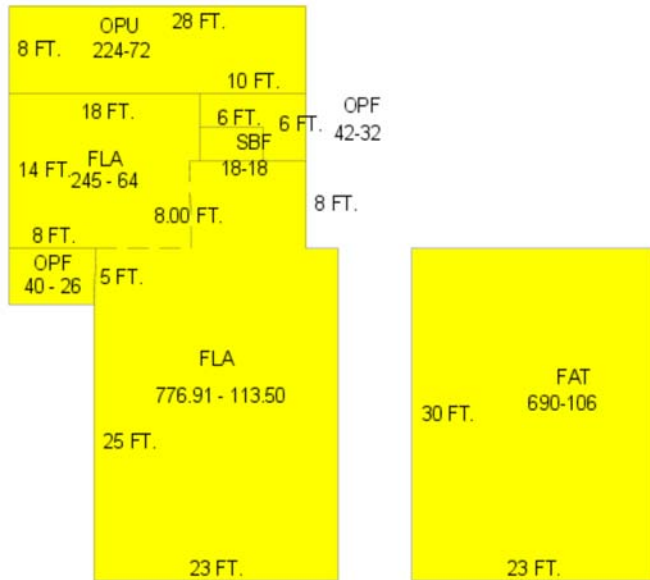 OPU
28 FT.
224-72
8 FT.
10 FT.
18 FT.
6 FT.
6 FT.
OPF
42-32
SBF
18-18
14 FT.
FLA
245 - 64
8.00 FT.
8 FT.
8 FT.
OPF
40 - 26
5 FT.
FLA
776.91 - 113.50
25 FT.
23 FT.
FAT
690-106
30 FT.
23 FT.